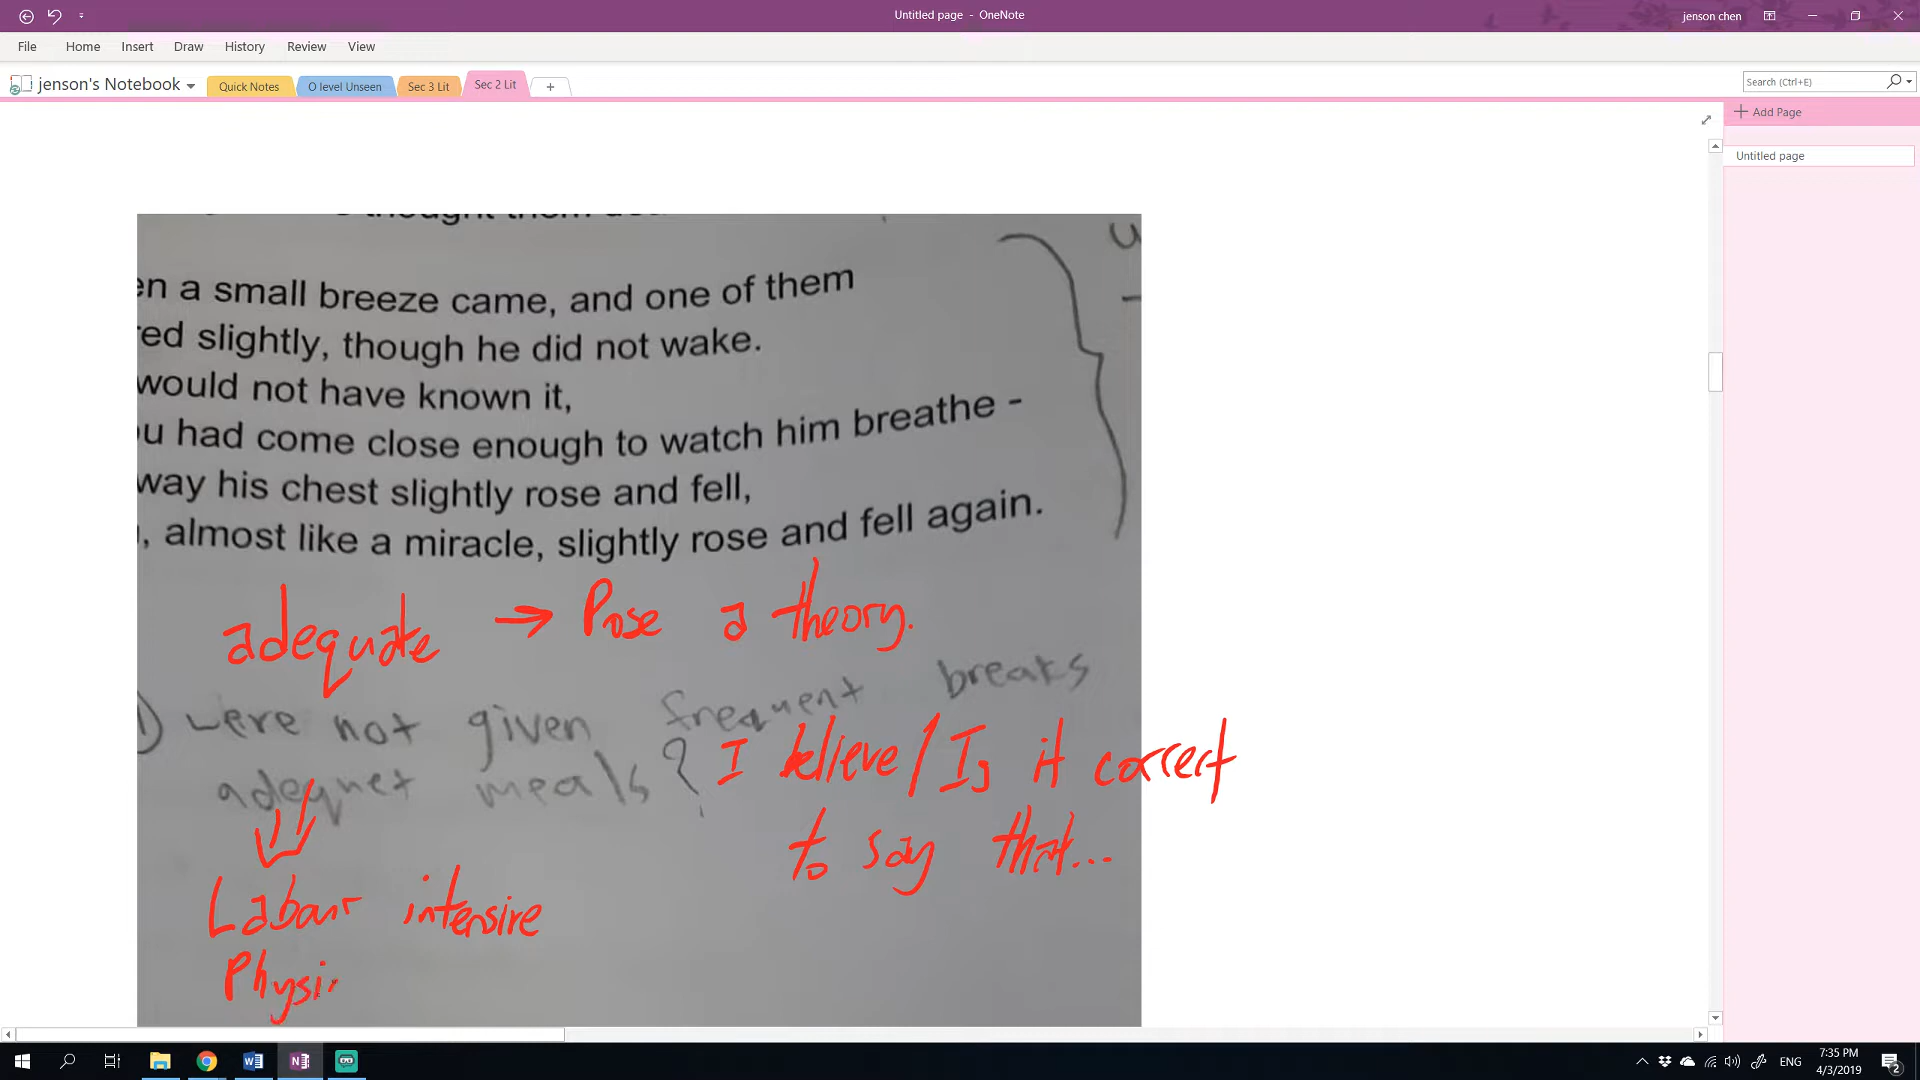 Untitled page - OneNote
jenson chen
File Home Insert Draw History Review View
jenson's Notebook Quick Notes O level Unseen Sec 3 Lit Sec 2 Lit +
Search (Ctrl+E)
Add Page
Untitled page
en a small breeze came, and one of them
red slightly, though he did not wake.
would not have known it,
ou had come close enough to watch him breathe -
way his chest slightly rose and fell,
, almost like a miracle, slightly rose and fell again.
adequate → Pose a theory.
1) were not given frequent breaks
adequet meals?
I believe/Is it correct
to say that...
Labour intensive
Physi
ENG
7:35 PM
4/3/2019
2